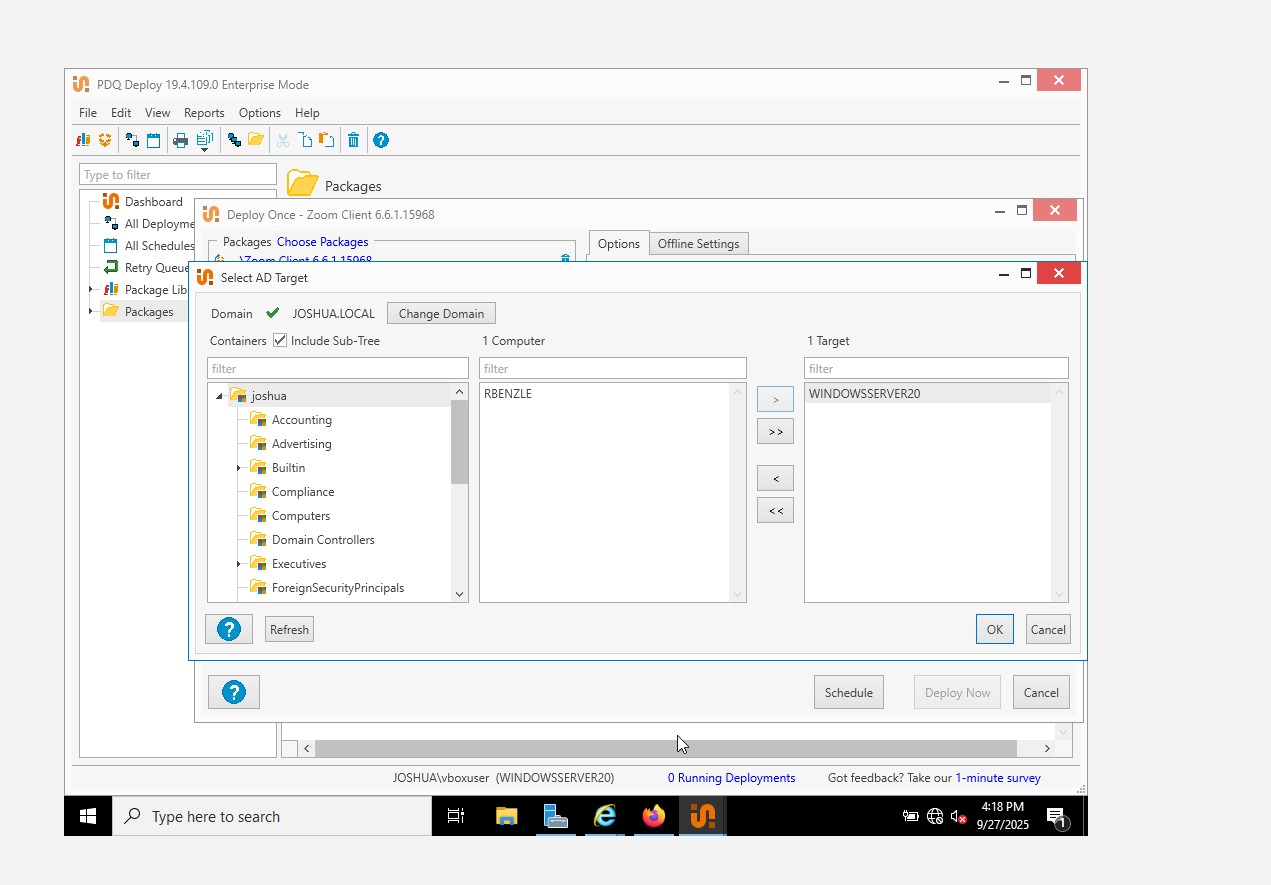 PDQ Deploy 19.4.109.0 Enterprise Mode
File Edit View Reports Options Help
Type to filter
Packages
Dashboard
All Deployme
All Schedules
Retry Queue
Package Lib
Packages
Deploy Once - Zoom Client 6.6.1.15968
Packages Choose Packages
Options Offline Settings
.\Zoom Client 6.6.1.15968
Select AD Target
Domain JOSHUA.LOCAL Change Domain
Containers Include Sub-Tree 1 Computer 1 Target
filter filter filter
joshua
Accounting
Advertising
Builtin
Compliance
Computers
Domain Controllers
Executives
ForeignSecurityPrincipals
RBENZLE
>
>>
<
<<
WINDOWSSERVER20
? Refresh OK Cancel
? Schedule Deploy Now Cancel
JOSHUA\vboxuser (WINDOWSSERVER20) 0 Running Deployments Got feedback? Take our 1-minute survey
Type here to search
4:18 PM
9/27/2025
1